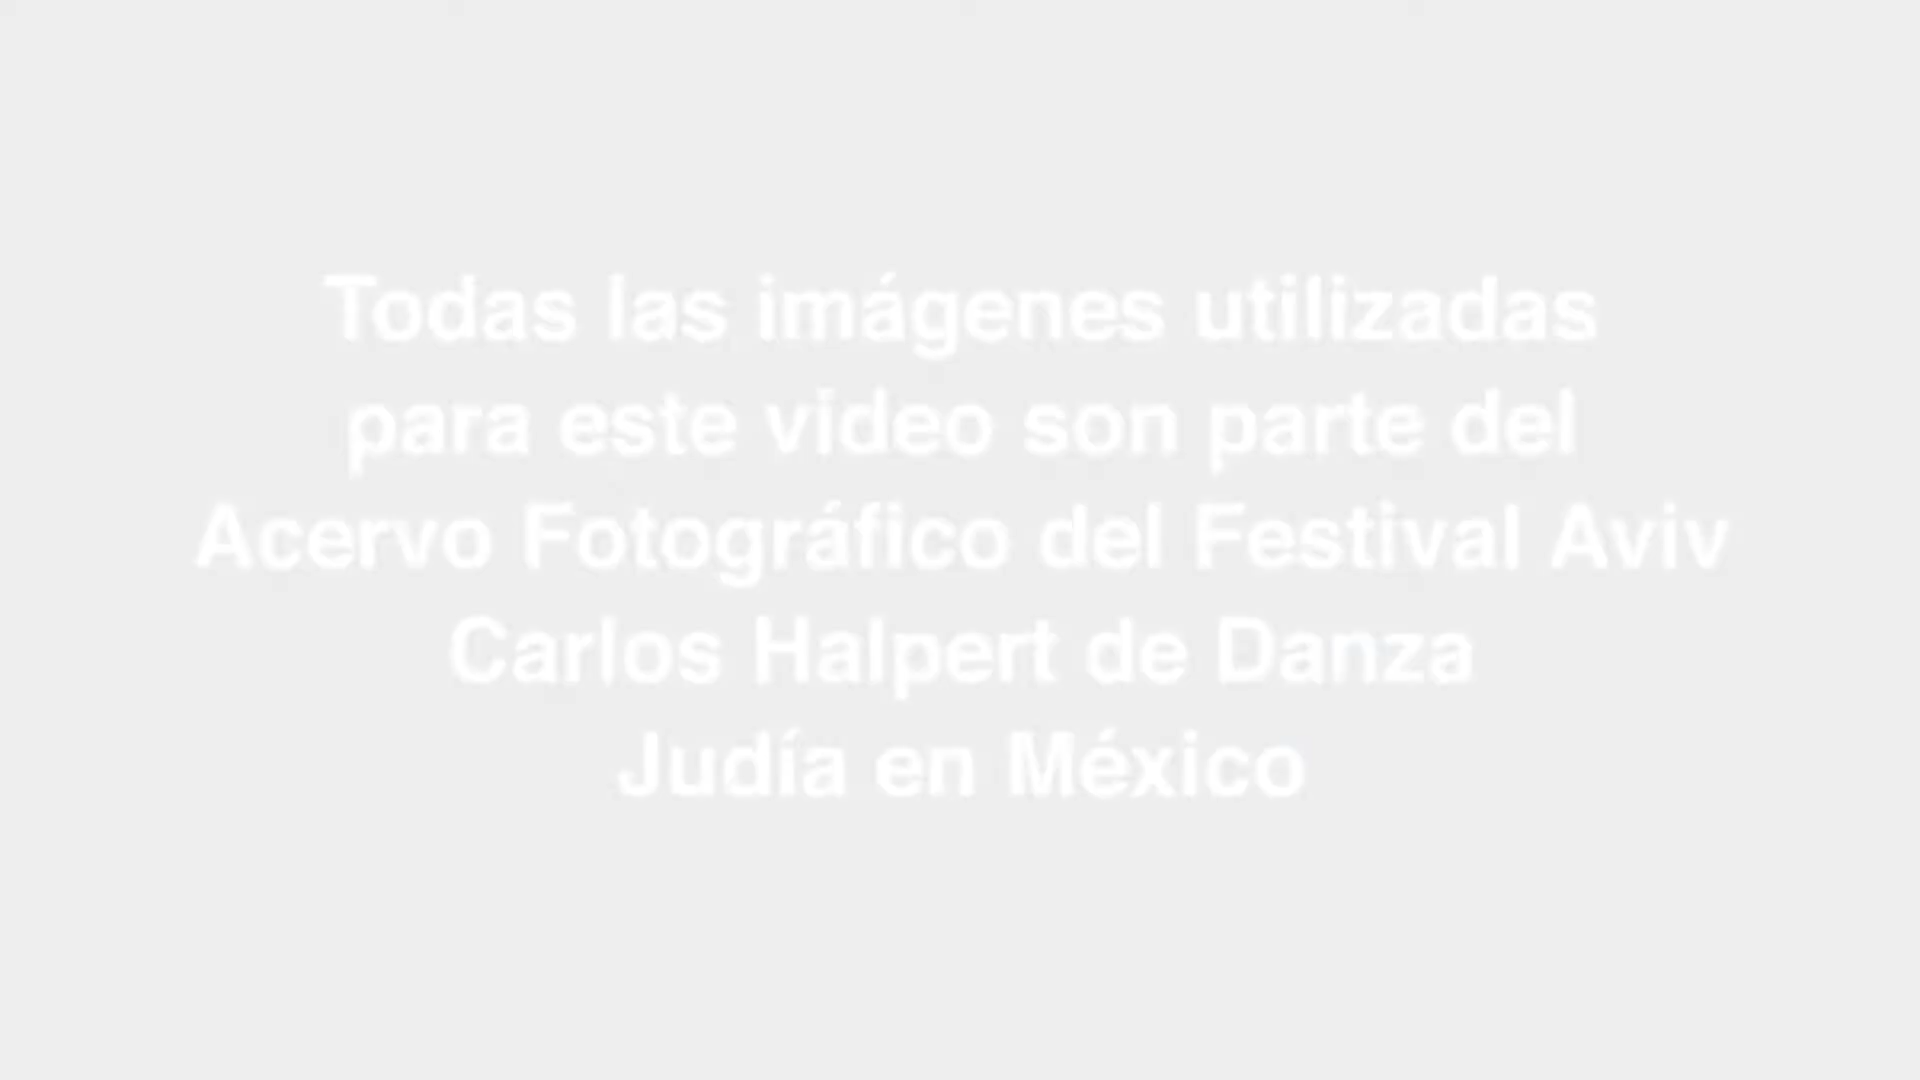 Todas las imágenes utilizadas
para este video son parte del
Acervo Fotográfico del Festival Aviv
Carlos Halpert de Danza
Judía en México